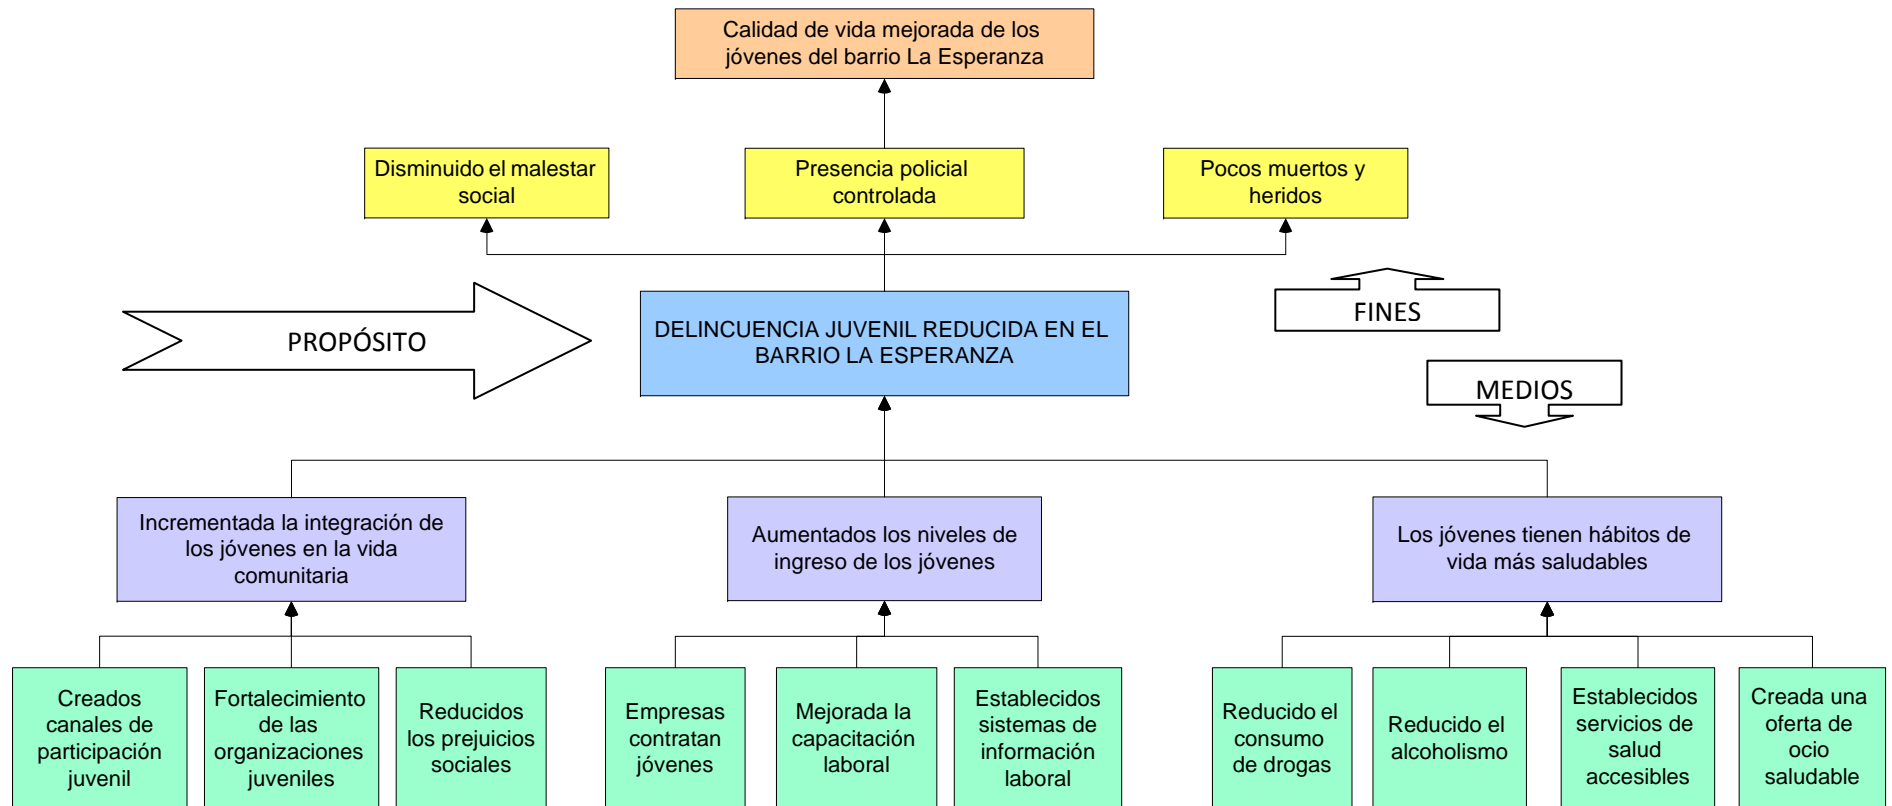 Calidad de vida mejorada de los
jóvenes del barrio La Esperanza
Disminuido el malestar
social
Presencia policial
controlada
Pocos muertos y
heridos
PROPÓSITO
DELINCUENCIA JUVENIL REDUCIDA EN EL
BARRIO LA ESPERANZA
FINES
MEDIOS
Incrementada la integración de
los jóvenes en la vida
comunitaria
Aumentados los niveles de
ingreso de los jóvenes
Los jóvenes tienen hábitos de
vida más saludables
Creados
canales de
participación
juvenil
Fortalecimiento
de las
organizaciones
juveniles
Reducidos
los prejuicios
sociales
Empresas
contratan
jóvenes
Mejorada la
capacitación
laboral
Establecidos
sistemas de
información
laboral
Reducido el
consumo
de drogas
Reducido el
alcoholismo
Establecidos
servicios de
salud
accesibles
Creada una
oferta de
ocio
saludable